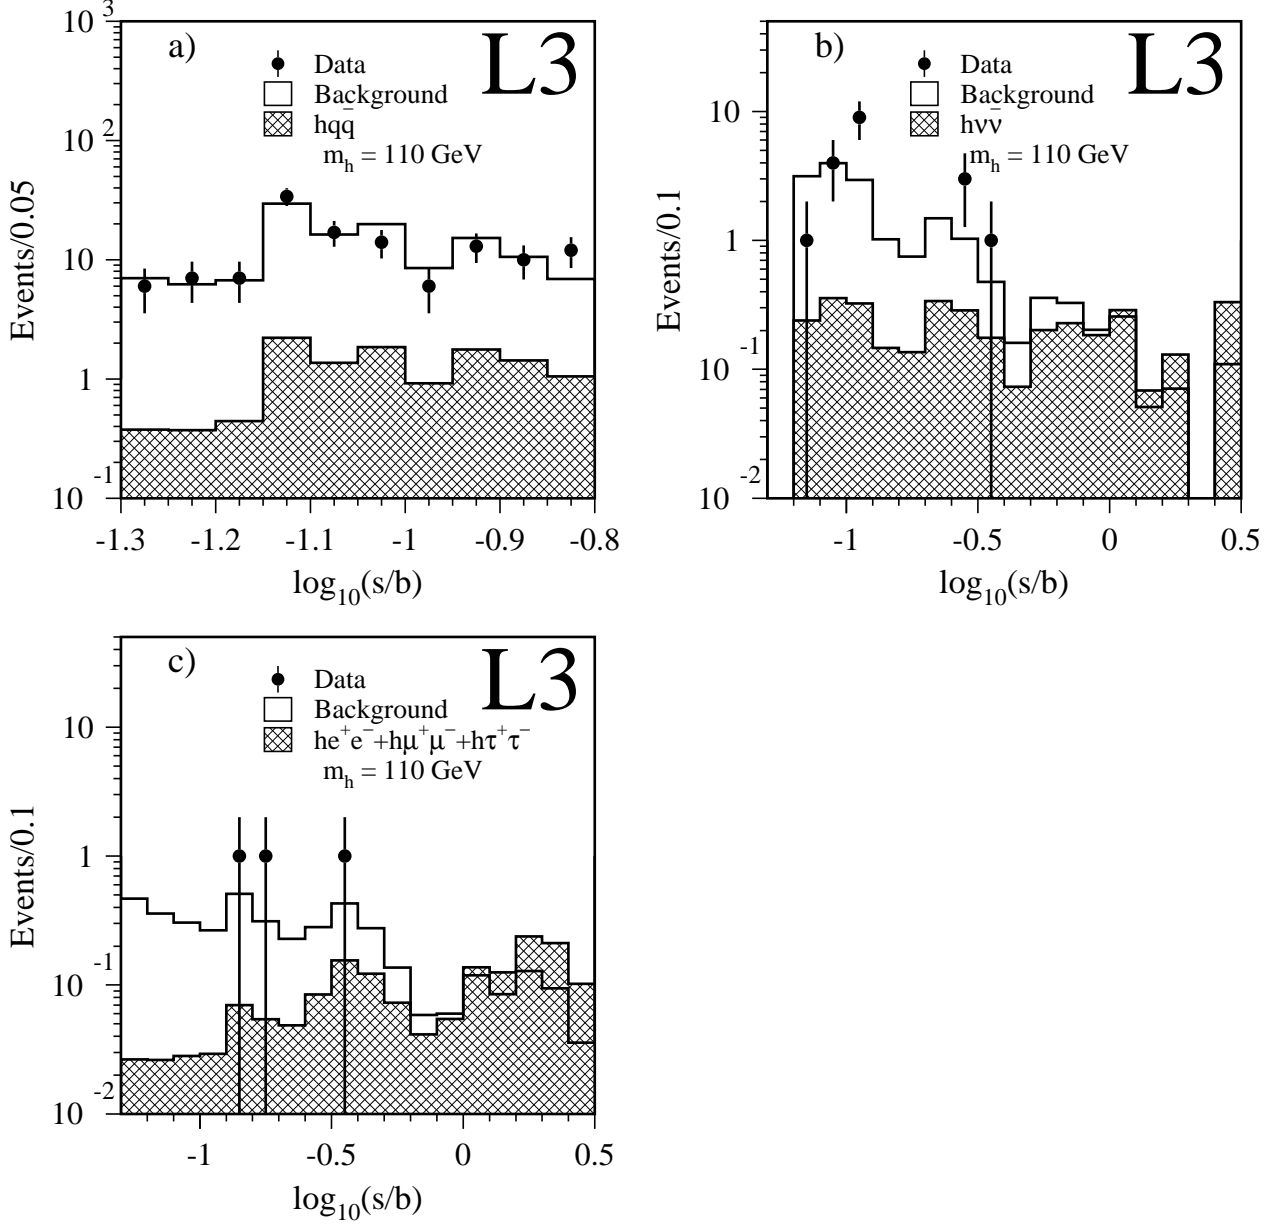 a)
L3
Data
Background
hqq̄
m_h = 110 GeV
Events/0.05
10^3
10^2
10
1
10^-1
-1.3 -1.2 -1.1 -1 -0.9 -0.8
log_10(s/b)
b)
L3
Data
Background
hνν̄
m_h = 110 GeV
Events/0.1
10
1
10^-1
10^-2
-1 -0.5 0 0.5
log_10(s/b)
c)
L3
Data
Background
he^+e^-+hμ^+μ^-+hτ^+τ^-
m_h = 110 GeV
Events/0.1
10
1
10^-1
10^-2
-1 -0.5 0 0.5
log_10(s/b)